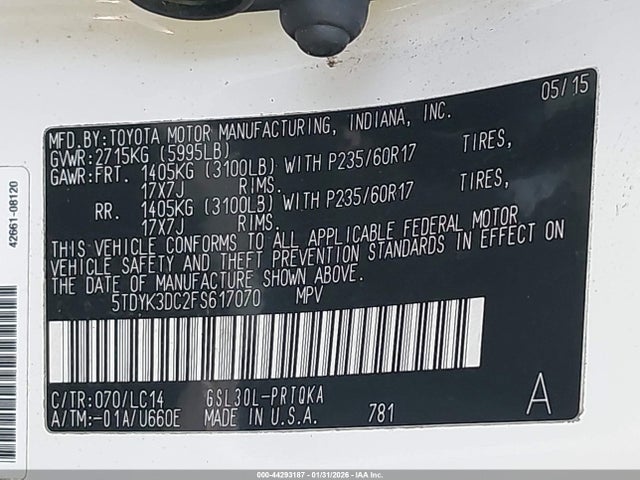 05/15
MFD.BY:TOYOTA MOTOR MANUFACTURING, INDIANA, INC.
GVWR:2715KG (5995LB)
GAWR:FRT. 1405KG (3100LB) WITH P235/60R17 TIRES,
17X7J RIMS.
RR. 1405KG (3100LB) WITH P235/60R17 TIRES,
17X7J RIMS.
THIS VEHICLE CONFORMS TO ALL APPLICABLE FEDERAL MOTOR
VEHICLE SAFETY AND THEFT PREVENTION STANDARDS IN EFFECT ON
THE DATE OF MANUFACTURE SHOWN ABOVE.
5TDYK3DC2FS617070 MPV
C/TR:070/LC14 GSL30L-PRTQKA
A/TM:-01A/U660E MADE IN U.S.A. 781
A
42661-08120
000-44293187 - 01/31/2026 - IAA Inc.